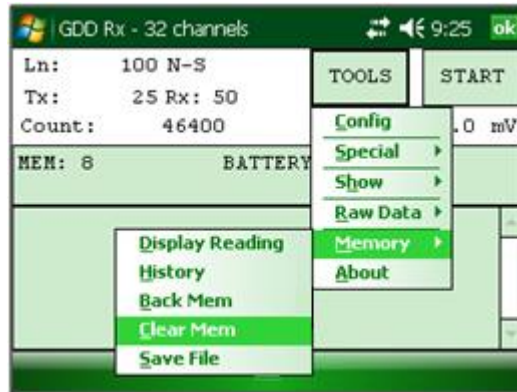 GDD Rx - 32 channels 9:25 ok
Ln: 100 N-S
Tx: 25 Rx: 50
Count: 46400
TOOLS START
.0 mV
MEM: 8 BATTERY
Config
Special
Show
Raw Data
Memory
About
Display Reading
History
Back Mem
Clear Mem
Save File